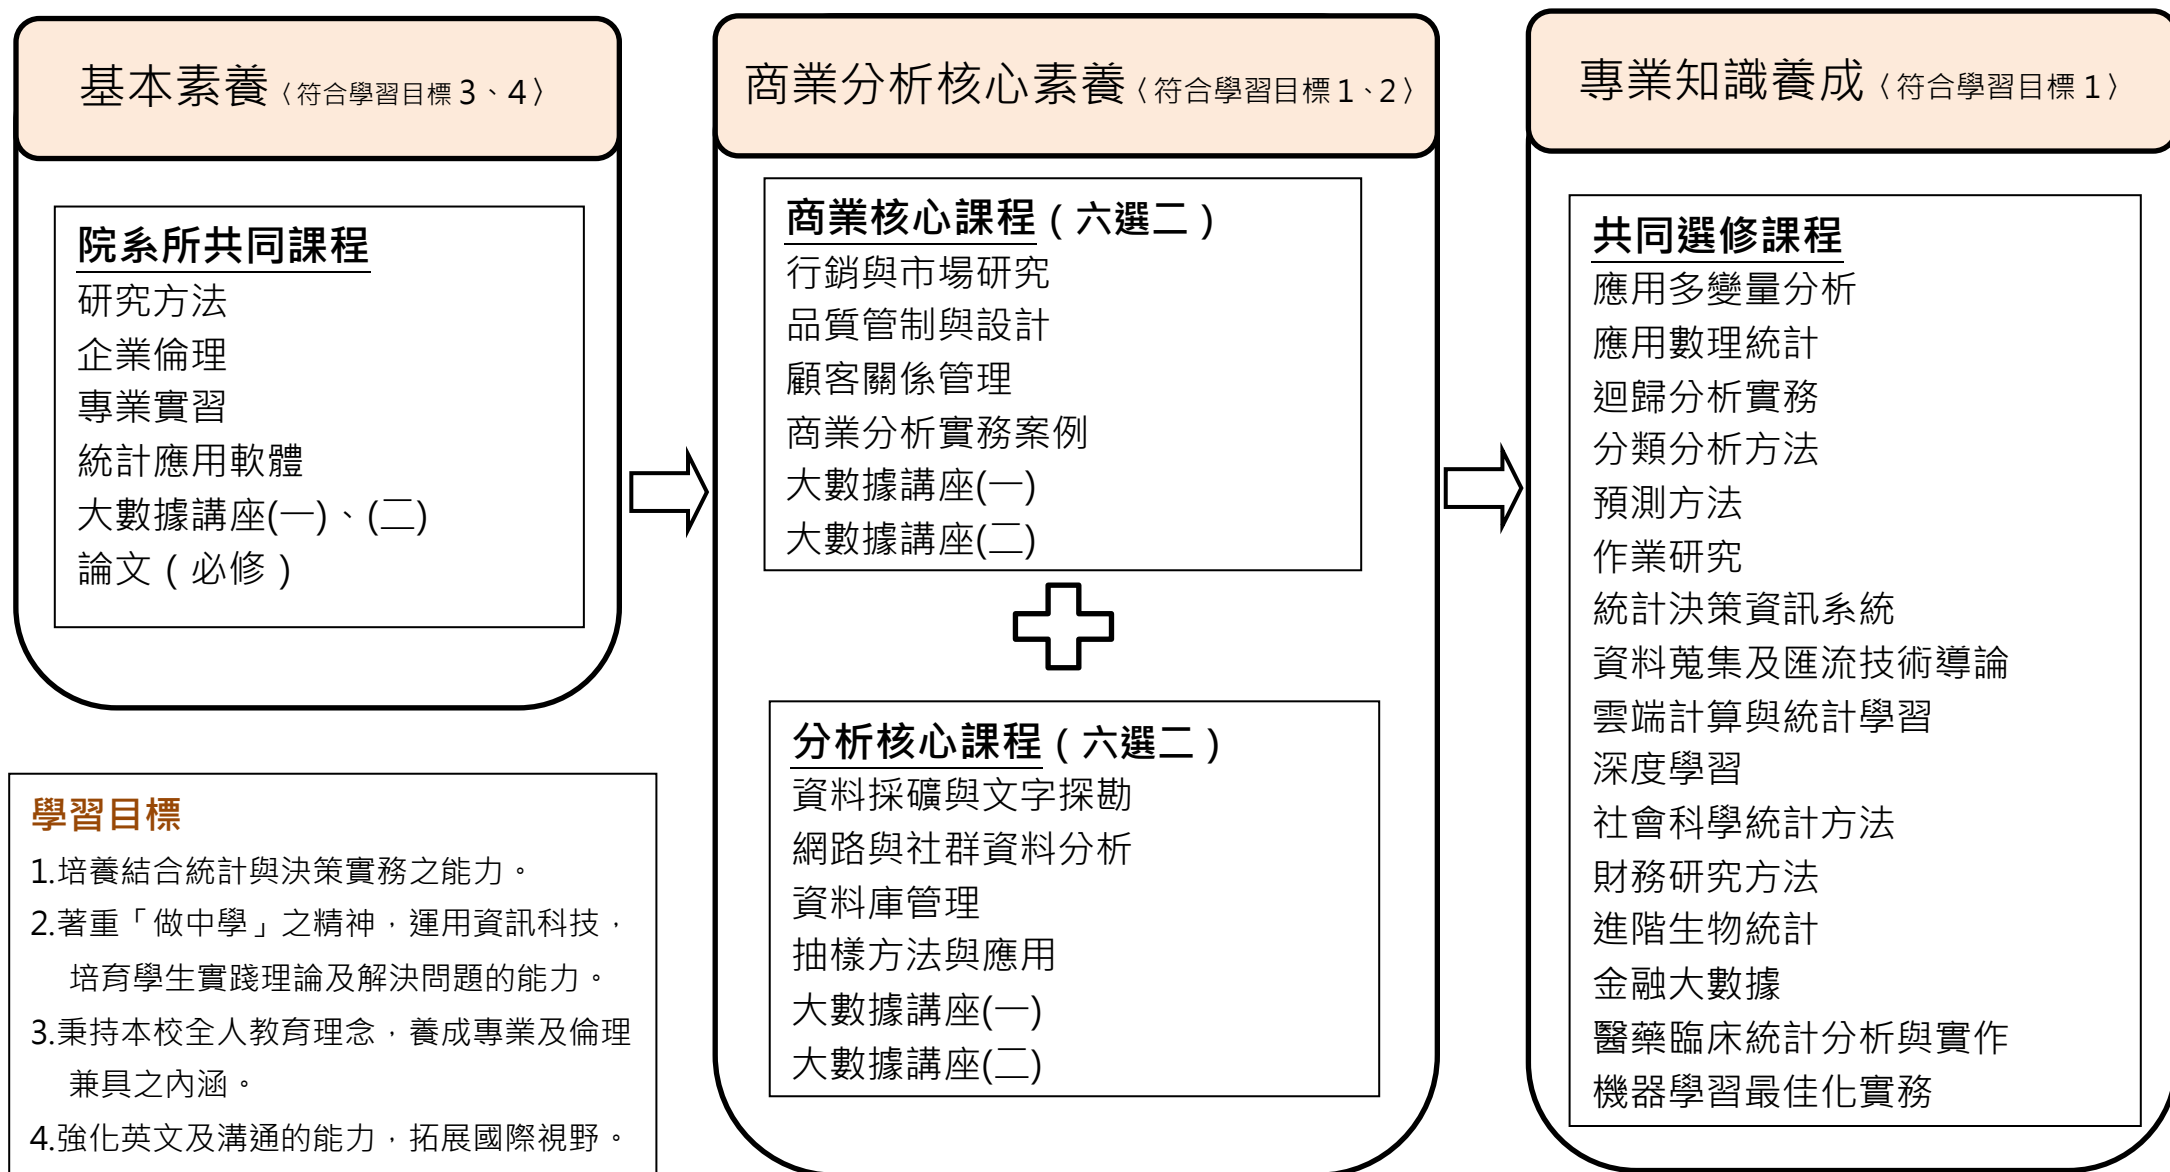 基本素養〈符合學習目標 3、4〉
院系所共同課程
研究方法
企業倫理
專業實習
統計應用軟體
大數據講座(一)、(二)
論文（必修）
學習目標
1.培養結合統計與決策實務之能力。
2.著重「做中學」之精神，運用資訊科技，
培育學生實踐理論及解決問題的能力。
3.秉持本校全人教育理念，養成專業及倫理
兼具之內涵。
4.強化英文及溝通的能力，拓展國際視野。
商業分析核心素養〈符合學習目標 1、2〉
商業核心課程（六選二）
行銷與市場研究
品質管制與設計
顧客關係管理
商業分析實務案例
大數據講座(一)
大數據講座(二)
分析核心課程（六選二）
資料採礦與文字探勘
網路與社群資料分析
資料庫管理
抽樣方法與應用
大數據講座(一)
大數據講座(二)
專業知識養成〈符合學習目標 1〉
共同選修課程
應用多變量分析
應用數理統計
迴歸分析實務
分類分析方法
預測方法
作業研究
統計決策資訊系統
資料蒐集及匯流技術導論
雲端計算與統計學習
深度學習
社會科學統計方法
財務研究方法
進階生物統計
金融大數據
醫藥臨床統計分析與實作
機器學習最佳化實務